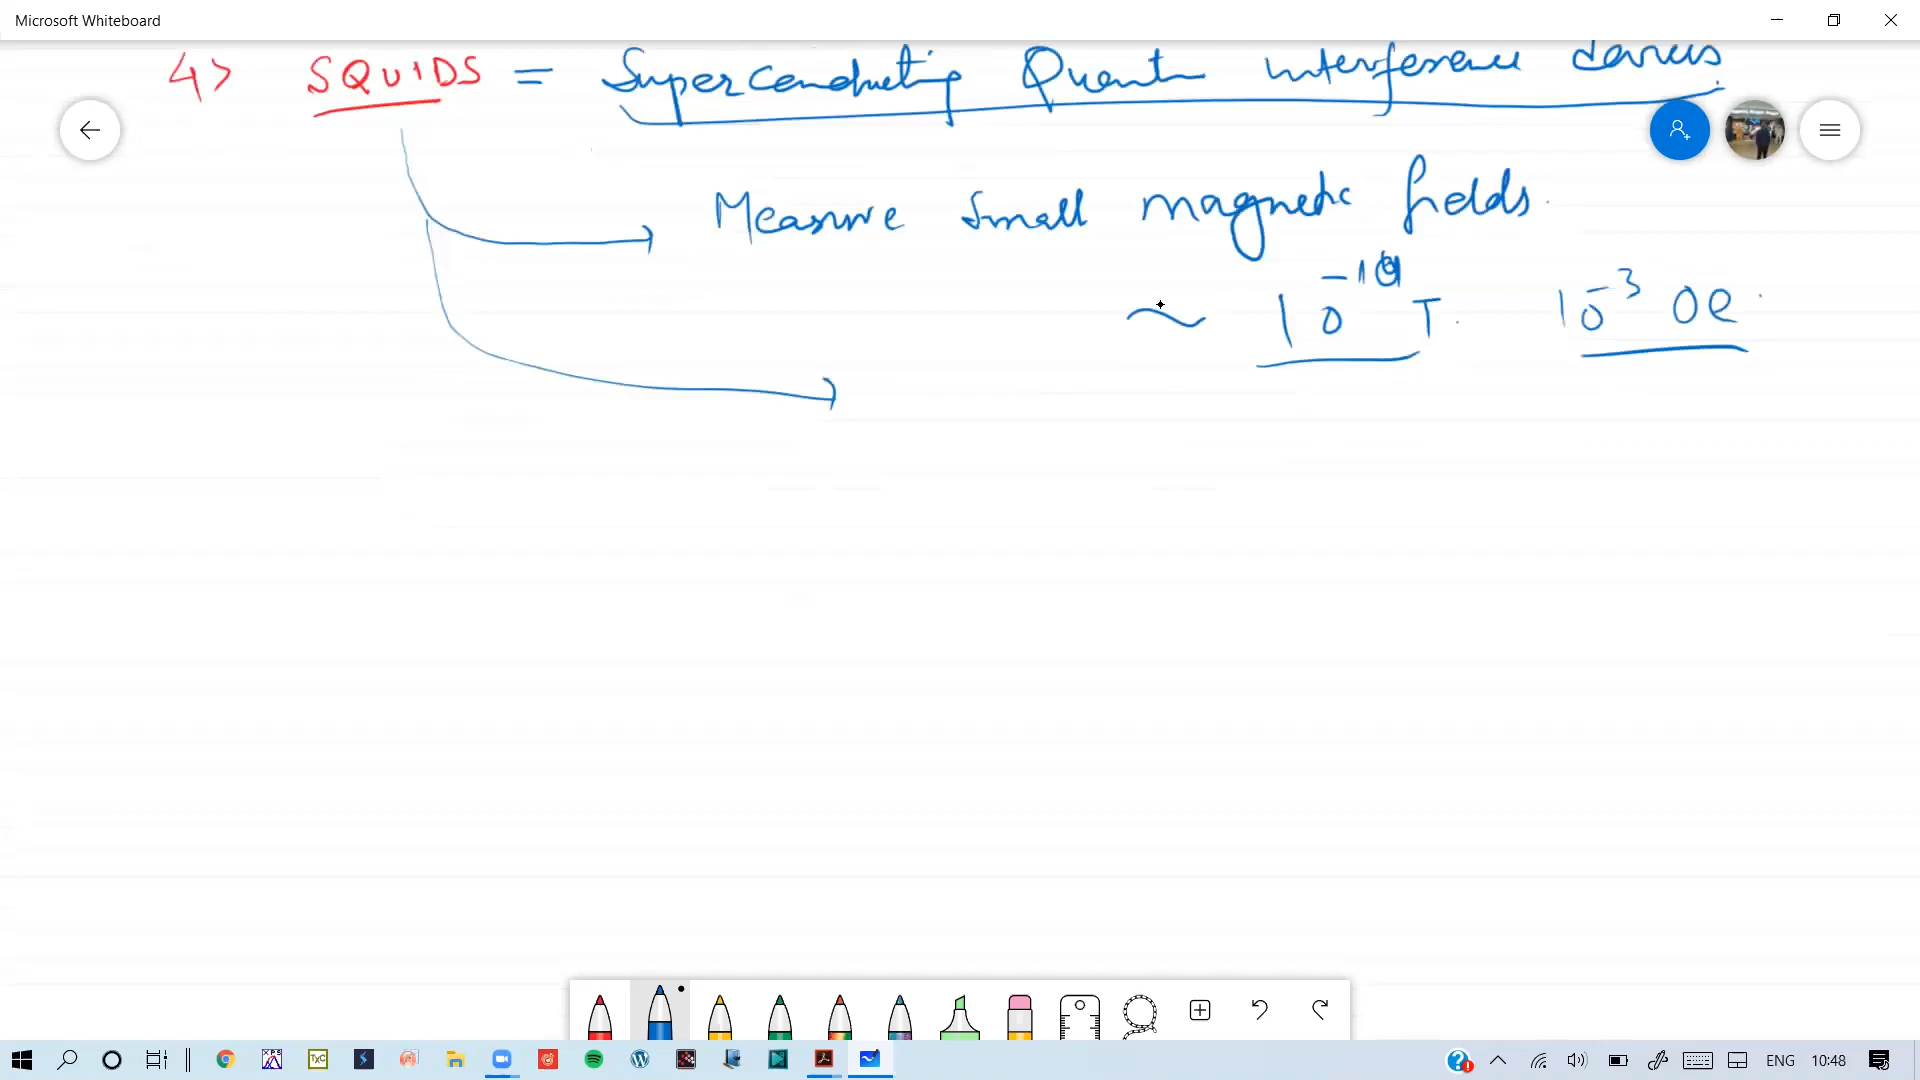 Microsoft Whiteboard
4> SQUIDS = Superconducting Quantm interference devices
Measure small magnetic fields.
~ 10⁻¹⁰ T. 10⁻³ Oe.
ENG 10:48